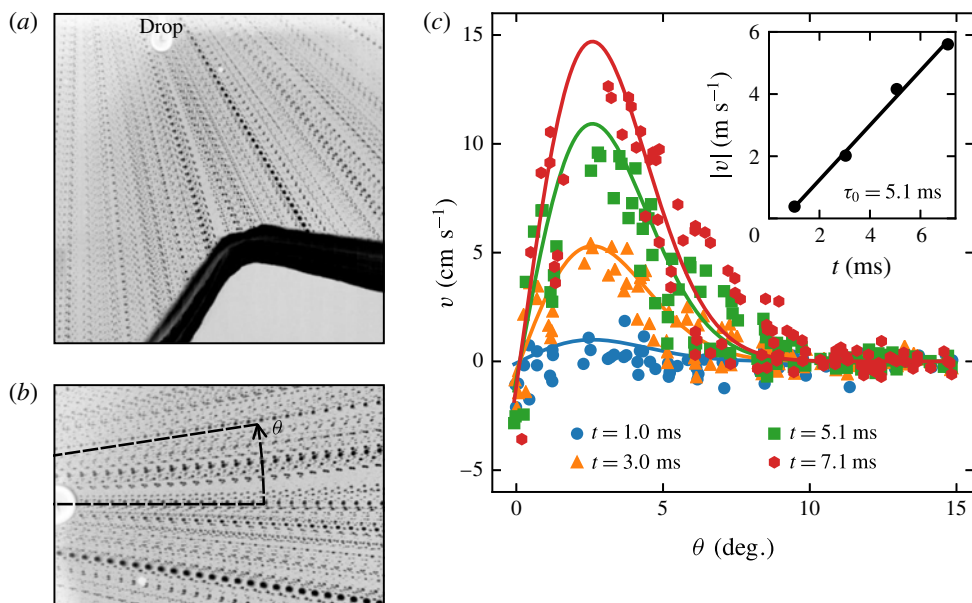 (a)
Drop
(b)
θ
(c)
15
10
5
0
−5
v (cm s⁻¹)
0
5
10
15
θ (deg.)
t = 1.0 ms
t = 3.0 ms
t = 5.1 ms
t = 7.1 ms
6
4
2
0
|v| (m s⁻¹)
2
4
6
t (ms)
τ₀ = 5.1 ms